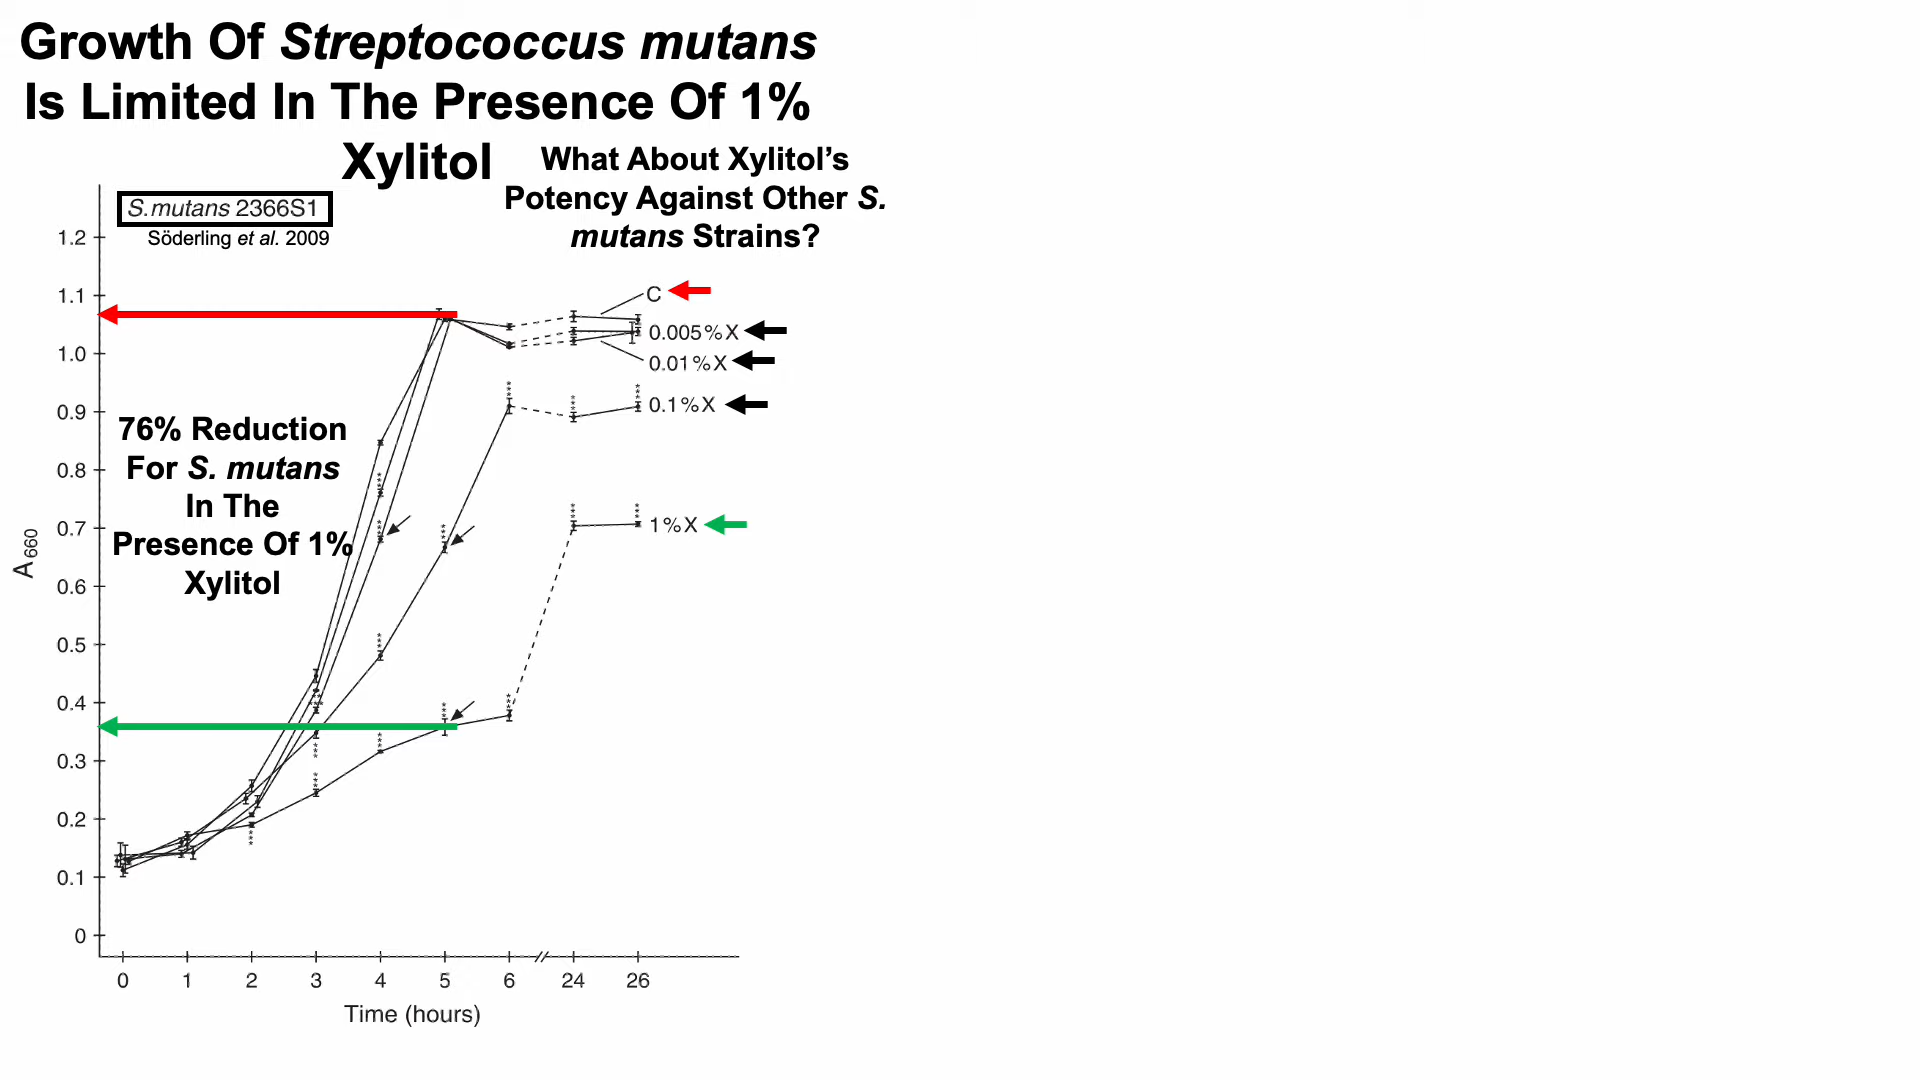 Growth Of Streptococcus mutans
Is Limited In The Presence Of 1%
Xylitol
What About Xylitol’s
Potency Against Other S.
mutans Strains?
S.mutans 2366S1
Söderling et al. 2009
1.2
1.1
1.0
0.9
0.8
0.7
0.6
0.5
0.4
0.3
0.2
0.1
0
A660
76% Reduction
For S. mutans
In The
Presence Of 1%
Xylitol
C
0.005%X
0.01%X
0.1%X
1%X
0 1 2 3 4 5 6 24 26
Time (hours)